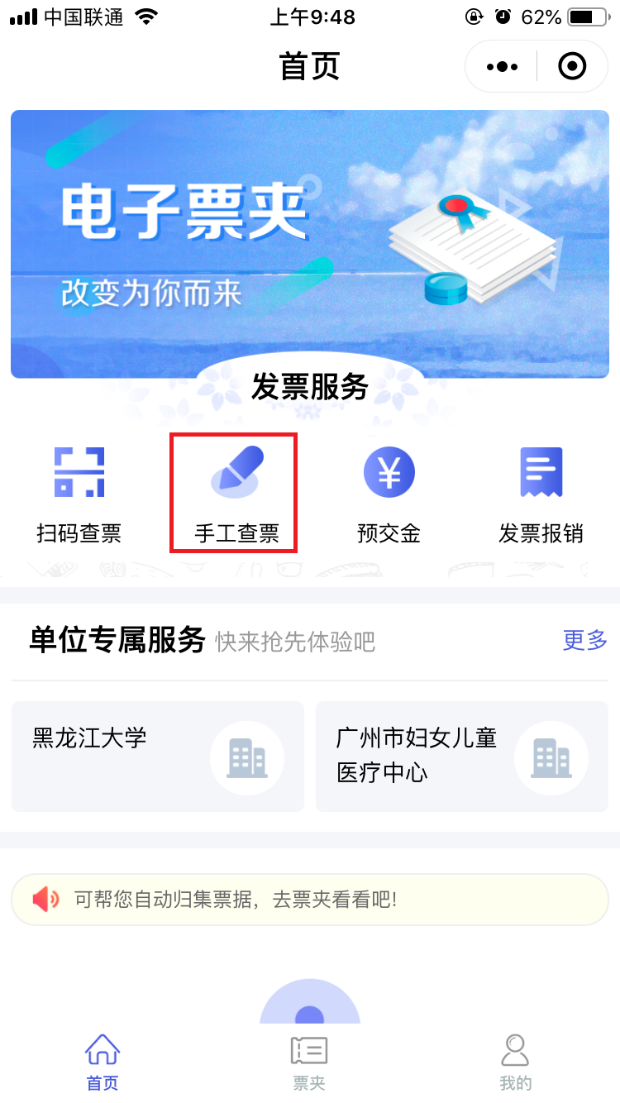 中国联通
上午9:48
62%
首页
电子票夹
改变为你而来
发票服务
扫码查票
手工查票
预交金
发票报销
单位专属服务 快来抢先体验吧
更多
黑龙江大学
广州市妇女儿童
医疗中心
可帮您自动归集票据，去票夹看看吧!
首页
票夹
我的